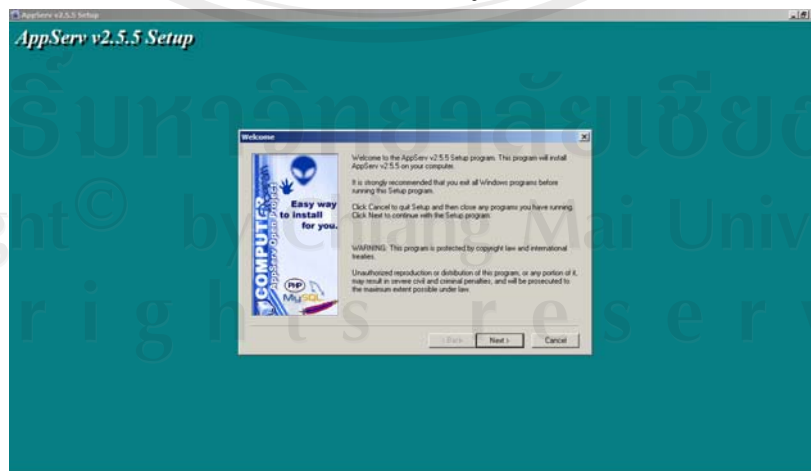 AppServ v2.5.5 Setup
AppServ v2.5.5 Setup
Welcome
Welcome to the AppServ v2.5.5 Setup program. This program will install
AppServ v2.5.5 on your computer.
It is strongly recommended that you exit all Windows programs before
running this Setup program.
Click Cancel to quit Setup and then close any programs you have running.
Click Next to continue with the Setup program.
WARNING: This program is protected by copyright law and international
treaties.
Unauthorized reproduction or distribution of this program, or any portion of it,
may result in severe civil and criminal penalties, and will be prosecuted to
the maximum extent possible under law.
COMPUTER
AppServ Open Project
Easy way
to install
for you.
PHP
MySQL
< Back
Next >
Cancel
มหาวิทยาลัยเชียง
ght© by Chiang Mai Univ
rights reserv